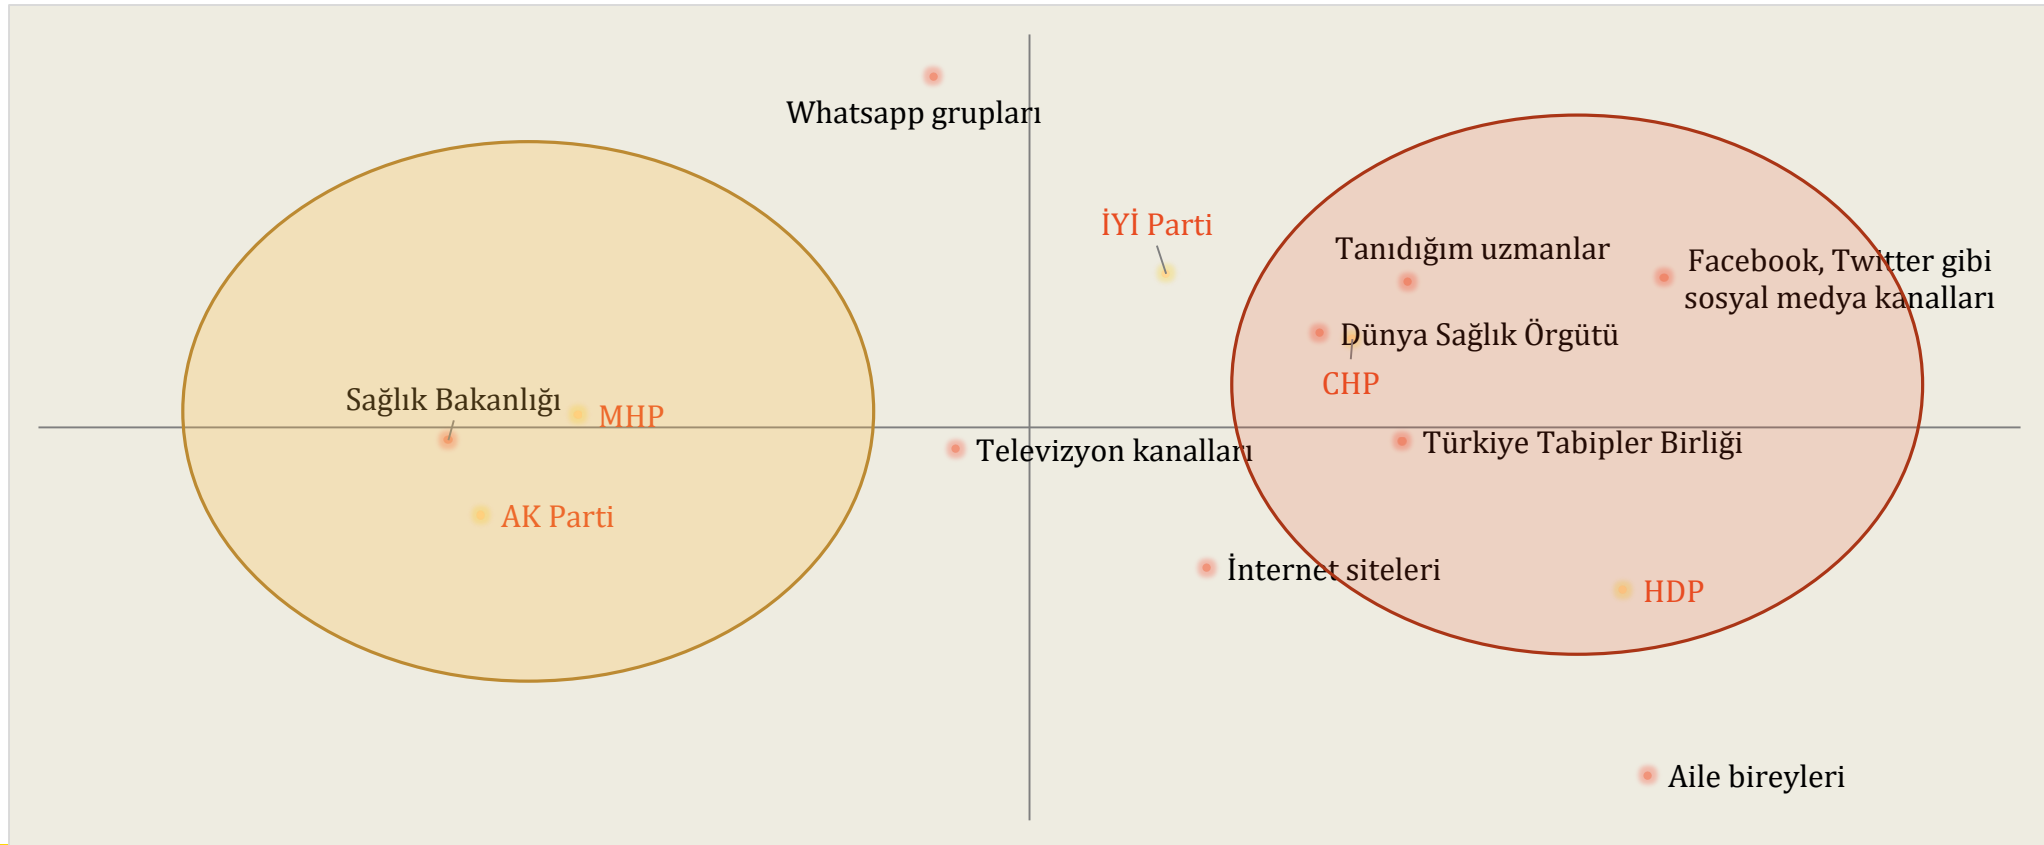 Whatsapp grupları
İYİ Parti
Tanıdığım uzmanlar
Facebook, Twitter gibi
sosyal medya kanalları
Dünya Sağlık Örgütü
CHP
Sağlık Bakanlığı
MHP
Televizyon kanalları
Türkiye Tabipler Birliği
AK Parti
İnternet siteleri
HDP
Aile bireyleri